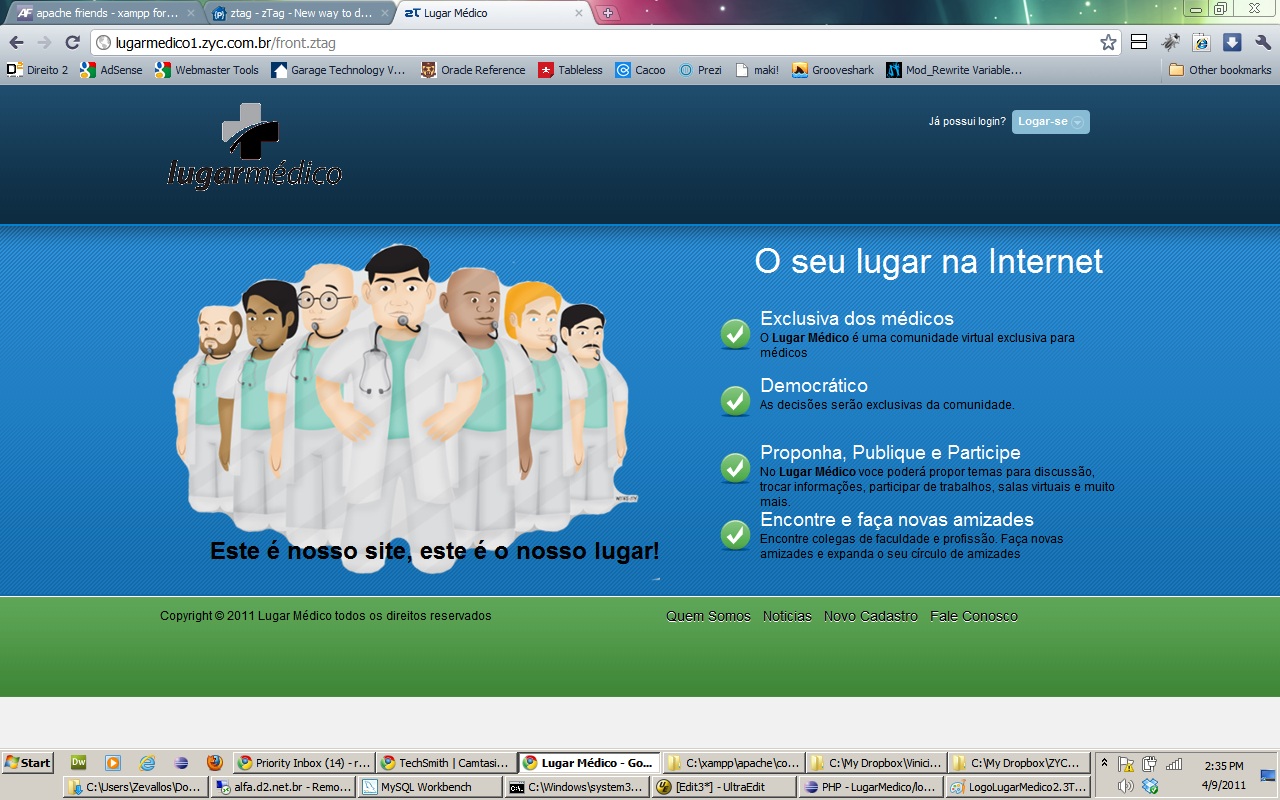 apache friends - xampp for...
ztag - zTag - New way to d...
Lugar Médico
lugarmedico1.zyc.com.br/front.ztag
Direito 2
AdSense
Webmaster Tools
Garage Technology V...
Oracle Reference
Tableless
Cacoo
Prezi
maki!
Grooveshark
Mod_Rewrite Variable...
Other bookmarks
lugarmédico
Já possui login? Logar-se
O seu lugar na Internet
Exclusiva dos médicos
O Lugar Médico é uma comunidade virtual exclusiva para
médicos
Democrático
As decisões serão exclusivas da comunidade.
Proponha, Publique e Participe
No Lugar Médico voce poderá propor temas para discussão,
trocar informações, participar de trabalhos, salas virtuais e muito
mais.
Encontre e faça novas amizades
Encontre colegas de faculdade e profissão. Faça novas
amizades e expanda o seu círculo de amizades
Este é nosso site, este é o nosso lugar!
Copyright © 2011 Lugar Médico todos os direitos reservados
Quem Somos Noticias Novo Cadastro Fale Conosco
Start
Priority Inbox (14) - r...
TechSmith | Camtasi...
Lugar Médico - Go...
C:\xampp\apache\co...
C:\My Dropbox\Vinici...
C:\My Dropbox\ZYC...
2:35 PM
C:\Users\Zevallos\Do...
alfa.d2.net.br - Remo...
MySQL Workbench
C:\Windows\system3...
[Edit3*] - UltraEdit
PHP - LugarMedico/lo...
LogoLugarMedico2.3T...
4/9/2011